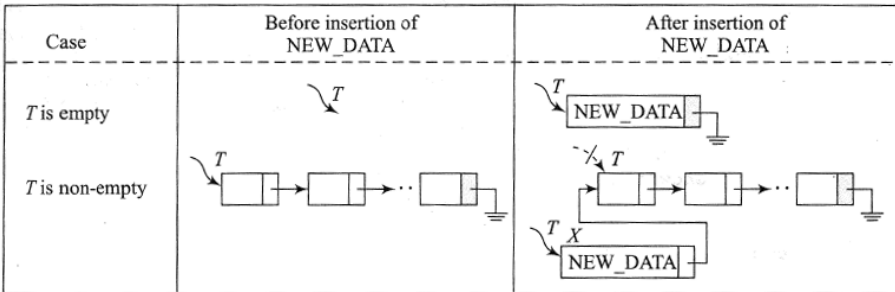 Case
Before insertion of
NEW_DATA
After insertion of
NEW_DATA
T is empty
T
T
NEW_DATA
T is non-empty
T
T
T
X
NEW_DATA